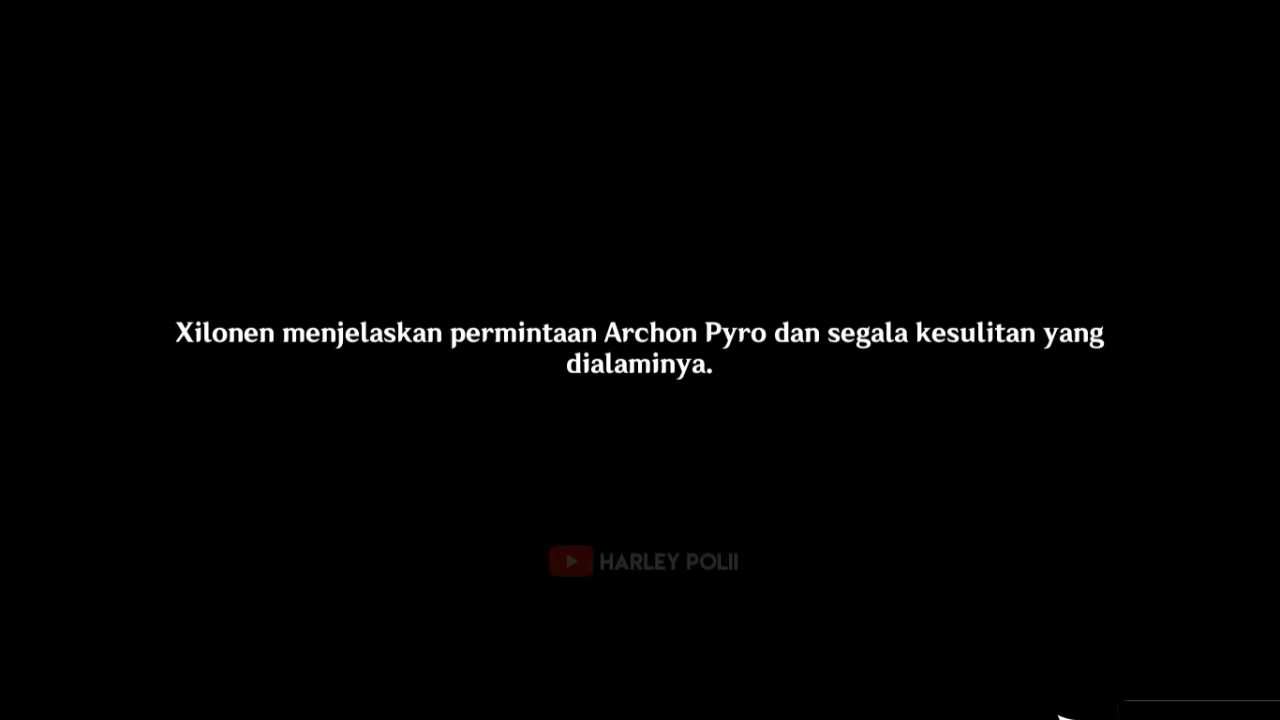 Xilonen menjelaskan permintaan Archon Pyro dan segala kesulitan yang
dialaminya.
HARLEY POLII